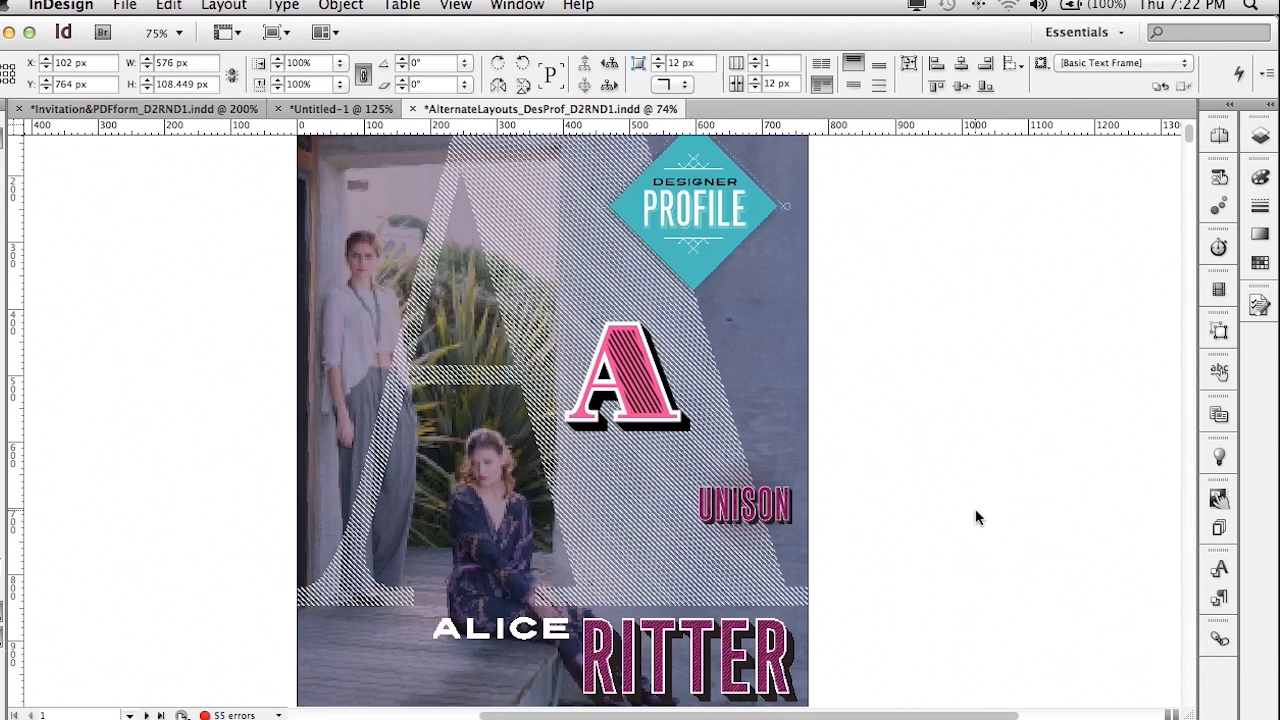 InDesign File Edit Layout Type Object Table View Window Help (100%) Thu 7:22 PM
Id Br 75% Essentials
X: 102 px W: 576 px 100% 0° P 12 px 1 [Basic Text Frame]
Y: 764 px H: 108.449 px 100% 0° 12 px
*Invitation&PDFform_D2RND1.indd @ 200% *Untitled-1 @ 125% *AlternateLayouts_DesProf_D2RND1.indd @ 74%
400 300 200 100 0 100 200 300 400 500 600 700 800 900 1000 1100 1200 1300
DESIGNER
PROFILE
A
UNISON
ALICE RITTER
1 55 errors